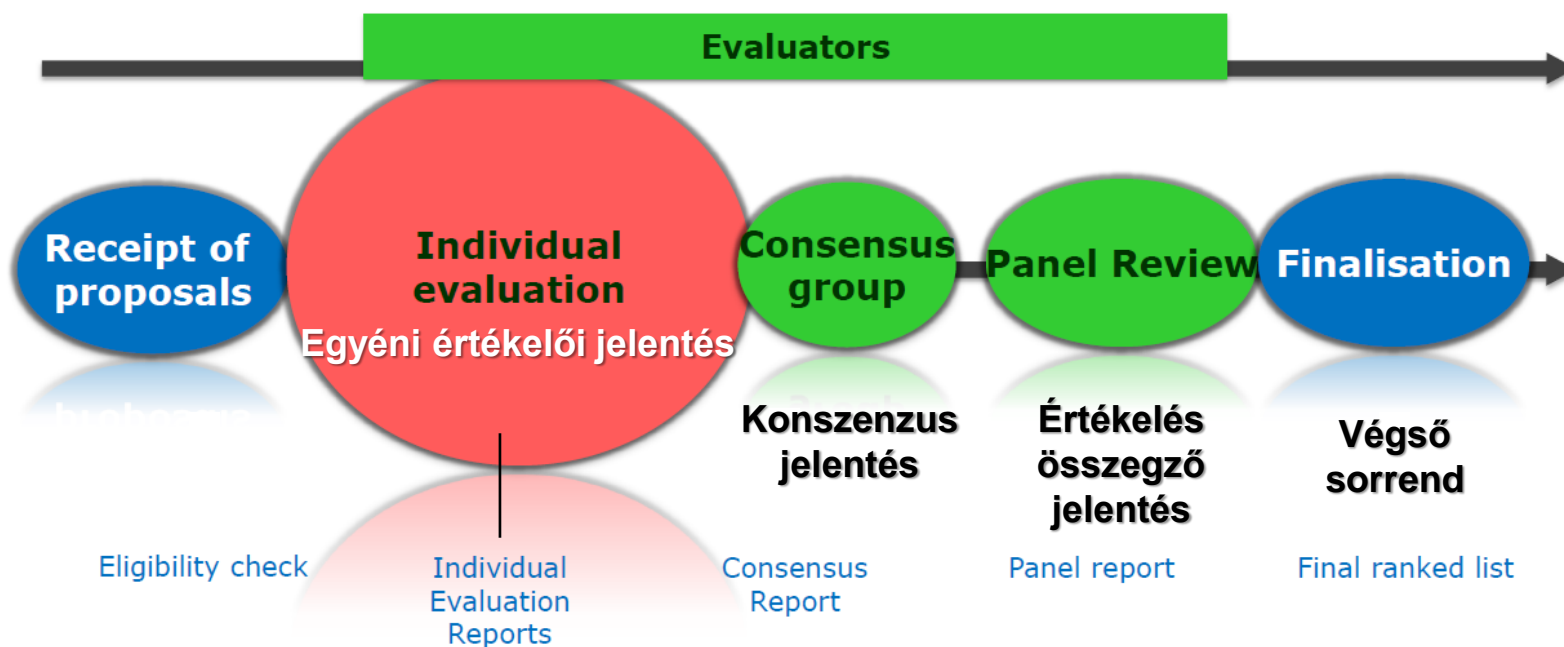 Evaluators
Receipt of
proposals
Individual
evaluation
Egyéni értékelői jelentés
Consensus
group
Panel Review
Finalisation
Konszenzus
jelentés
Értékelés
összegző
jelentés
Végső
sorrend
Eligibility check
Individual
Evaluation
Reports
Consensus
Report
Panel report
Final ranked list